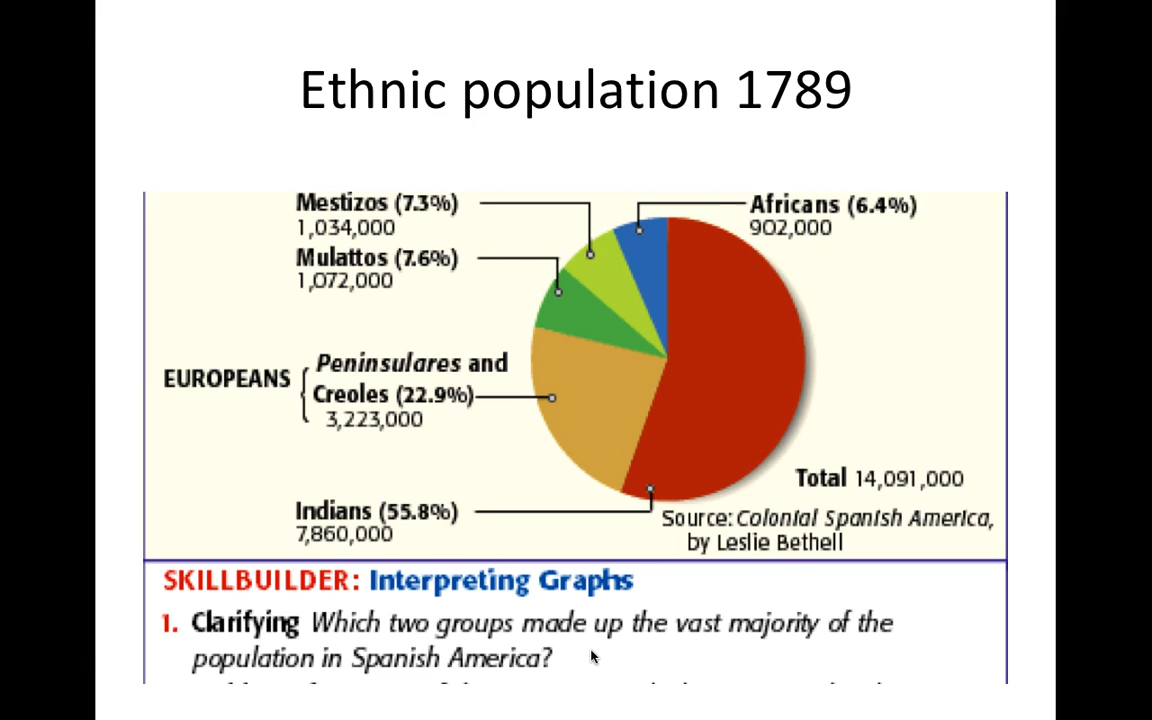 Ethnic population 1789
Mestizos (7.3%)
1,034,000
Africans (6.4%)
902,000
Mulattos (7.6%)
1,072,000
EUROPEANS
Peninsulares and
Creoles (22.9%)
3,223,000
Total 14,091,000
Indians (55.8%)
7,860,000
Source: Colonial Spanish America,
by Leslie Bethell
SKILLBUILDER: Interpreting Graphs
1. Clarifying Which two groups made up the vast majority of the
population in Spanish America?